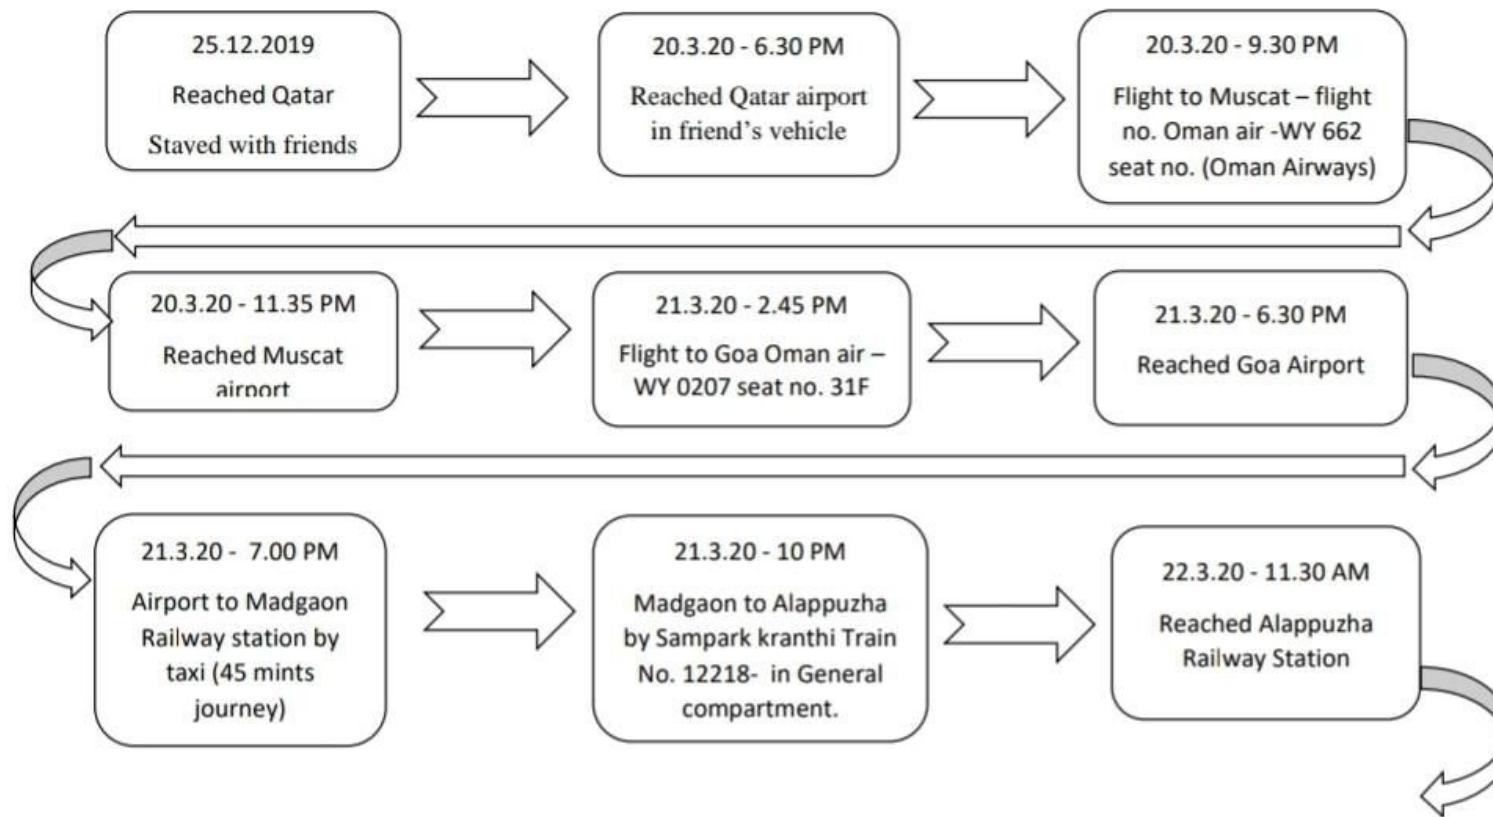 25.12.2019
Reached Qatar
Stayed with friends
20.3.20 - 6.30 PM
Reached Qatar airport
in friend’s vehicle
20.3.20 - 9.30 PM
Flight to Muscat – flight
no. Oman air -WY 662
seat no. (Oman Airways)
20.3.20 - 11.35 PM
Reached Muscat
airport
21.3.20 - 2.45 PM
Flight to Goa Oman air –
WY 0207 seat no. 31F
21.3.20 - 6.30 PM
Reached Goa Airport
21.3.20 - 7.00 PM
Airport to Madgaon
Railway station by
taxi (45 mints
journey)
21.3.20 - 10 PM
Madgaon to Alappuzha
by Sampark kranthi Train
No. 12218- in General
compartment.
22.3.20 - 11.30 AM
Reached Alappuzha
Railway Station